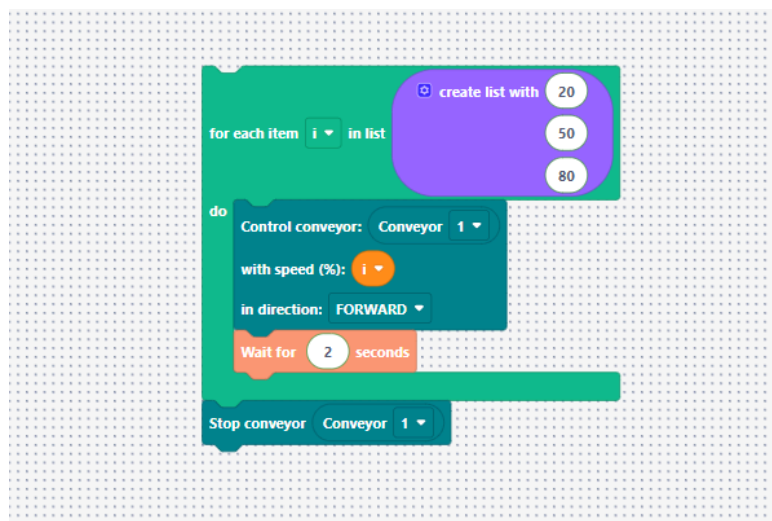 create list with 20
for each item i in list 50
80
do
Control conveyor: Conveyor 1
with speed (%): i
in direction: FORWARD
Wait for 2 seconds
Stop conveyor Conveyor 1